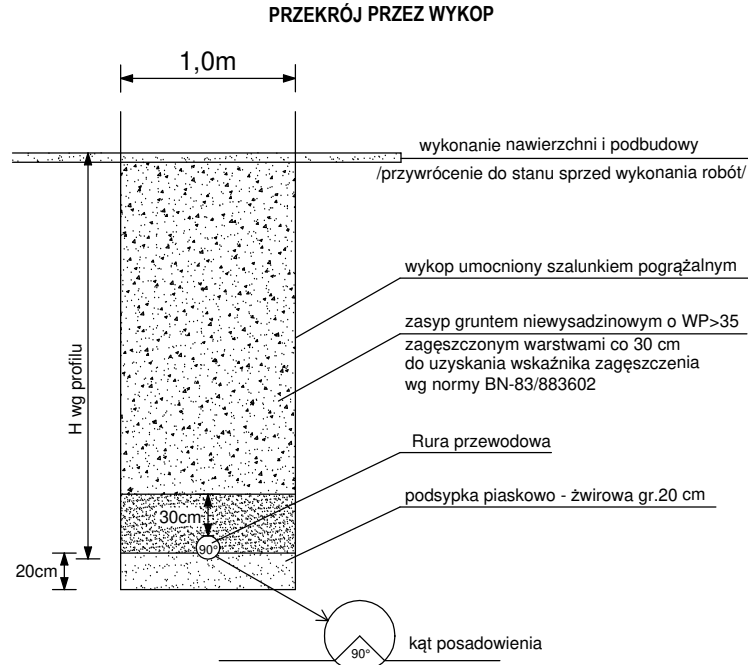 PRZEKRÓJ PRZEZ WYKOP
1,0m
wykonanie nawierzchni i podbudowy
/przywrócenie do stanu sprzed wykonania robót/
wykop umocniony szalunkiem pogrążalnym
zasyp gruntem niewysadzinowym o WP>35
zagęszczonym warstwami co 30 cm
do uzyskania wskaźnika zagęszczenia
wg normy BN-83/883602
H wg profilu
Rura przewodowa
podsypka piaskowo - żwirowa gr.20 cm
30cm
90°
20cm
kąt posadowienia
90°